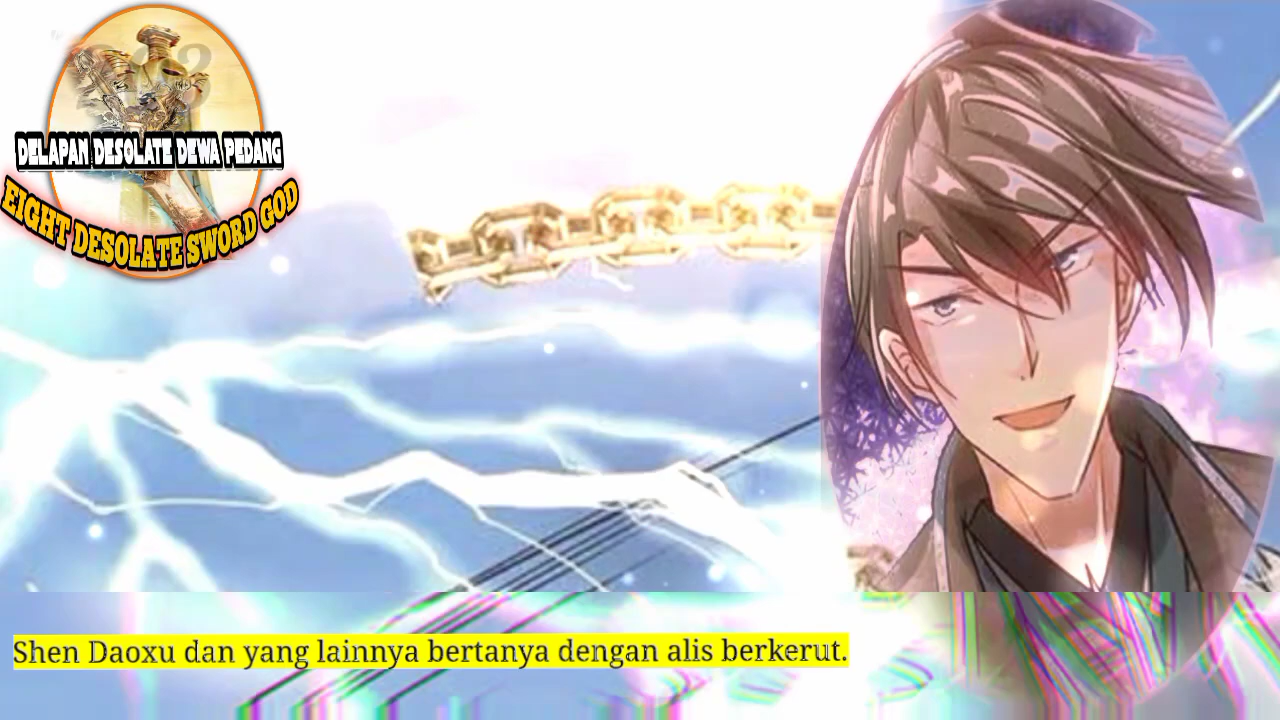 DELAPAN DESOLATE DEWA PEDANG
EIGHT DESOLATE SWORD GOD
Shen Daoxu dan yang lainnya bertanya dengan alis berkerut.